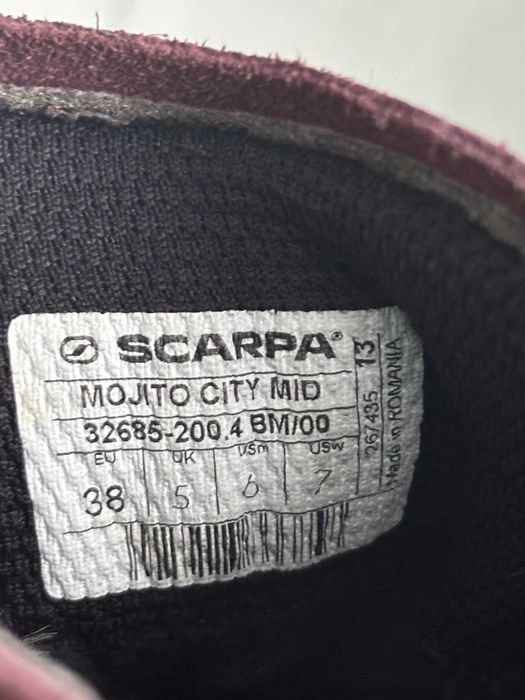 SCARPA®
MOJITO CITY MID
32685-200.4 BM/00
EU UK USm USw
38 5 6 7
267435 13
Made in ROMANIA